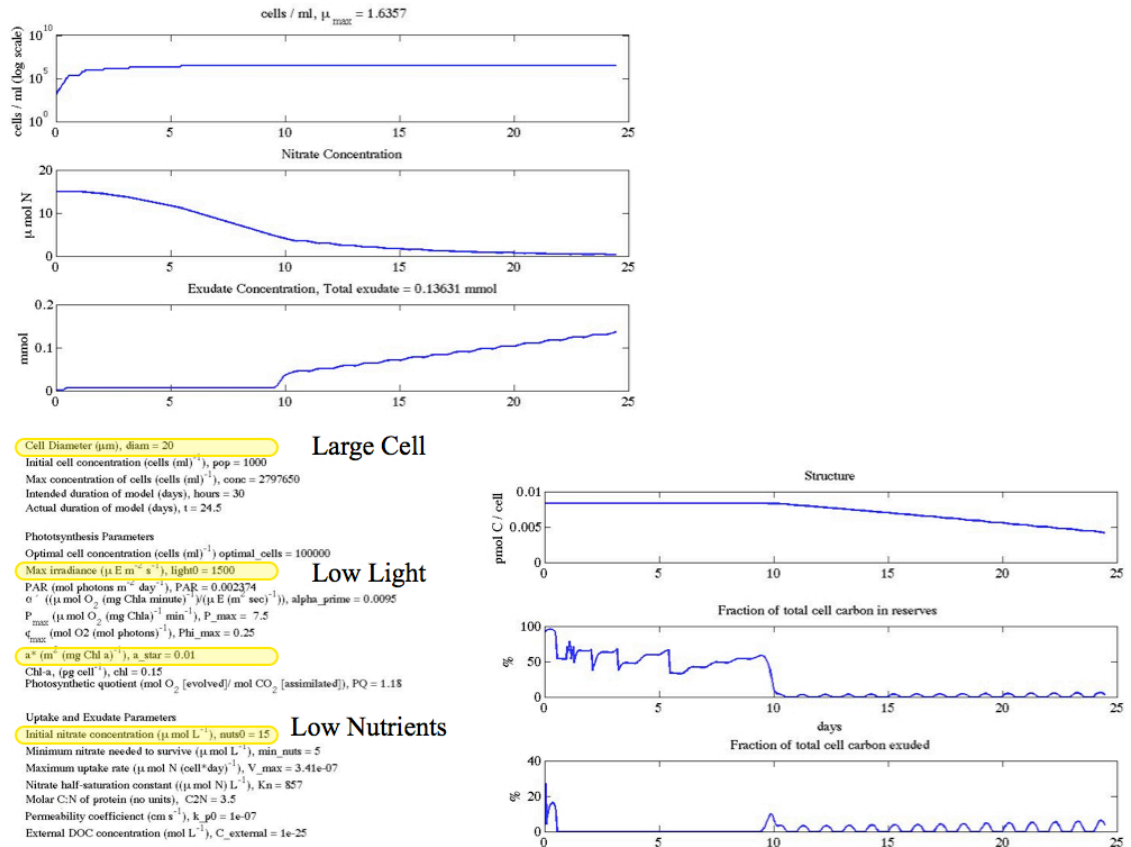 cells / ml, μ max = 1.6357
cells / ml (log scale)
10^10
10^5
10^0
0 5 10 15 20 25
Nitrate Concentration
μ mol N
20
10
0
0 5 10 15 20 25
Exudate Concentration, Total exudate = 0.13631 mmol
mmol
0.2
0.1
0
0 5 10 15 20 25
Cell Diameter (μm), diam = 20
Large Cell
Initial cell concentration (cells (ml)^-1), pop = 1000
Max concentration of cells (cells (ml)^-1), conc = 2797650
Intended duration of model (days), hours = 30
Actual duration of model (days), t = 24.5
Phototsynthesis Parameters
Optimal cell concentration (cells (ml)^-1) optimal_cells = 100000
Max irradiance (μ E m^-2 s^-1), light0 = 1500
Low Light
PAR (mol photons m^-2 day^-1), PAR = 0.002374
((μ mol O2 (mg Chla minute)^-1)/(μ E (m^2 sec)^-1)), alpha_prime = 0.0095
P_max (μ mol O2 (mg Chla)^-1 min^-1), P_max = 7.5
max (mol O2 (mol photons)^-1), Phi_max = 0.25
a* (m^2 (mg Chl a)^-1), a_star = 0.01
Chl-a, (pg cell^-1), chl = 0.15
Photosynthetic quotient (mol O2 [evolved]/ mol CO2 [assimilated]), PQ = 1.18
Uptake and Exudate Parameters
Initial nitrate concentration (μ mol L^-1), nuts0 = 15
Low Nutrients
Minimum nitrate needed to survive (μ mol L^-1), min_nuts = 5
Maximum uptake rate (μ mol N (cell*day)^-1), V_max = 3.41e-07
Nitrate half-saturation constant ((μ mol N) L^-1), Kn = 857
Molar C:N of protein (no units), C2N = 3.5
Permeability coefficienct (cm s^-1), k_p0 = 1e-07
External DOC concentration (mol L^-1), C_external = 1e-25
Structure
pmol C / cell
0.01
0.005
0
0 5 10 15 20 25
Fraction of total cell carbon in reserves
%
100
50
0
0 5 10 15 20 25
days
Fraction of total cell carbon exuded
%
40
20
0
0 5 10 15 20 25